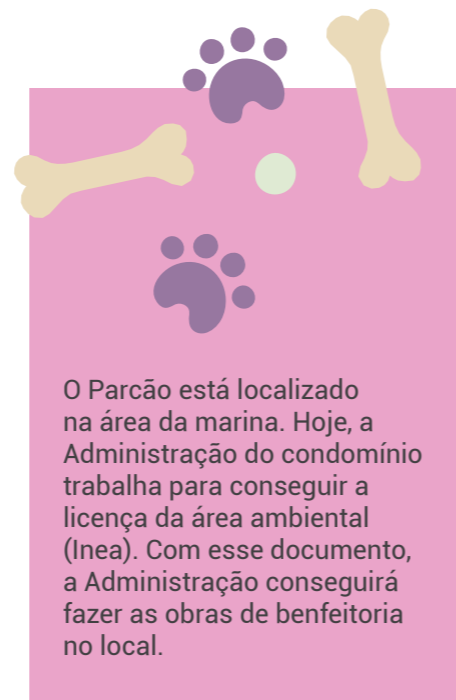 O Parcão está localizado
na área da marina. Hoje, a
Administração do condomínio
trabalha para conseguir a
licença da área ambiental
(Inea). Com esse documento,
a Administração conseguirá
fazer as obras de benfeitoria
no local.